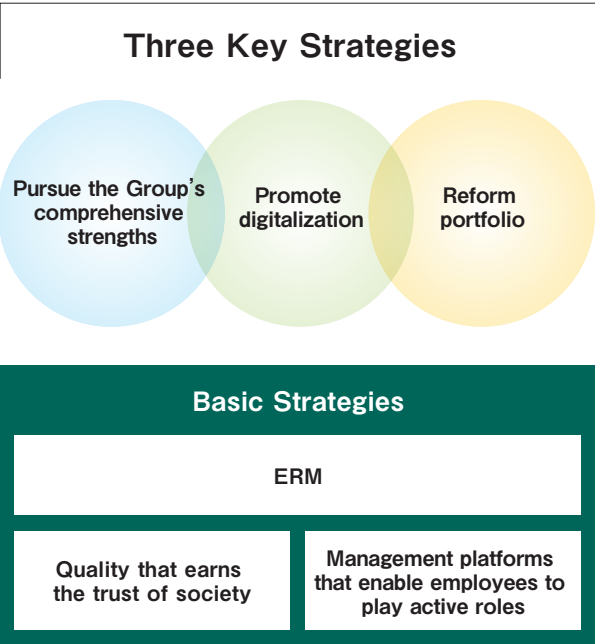 Three Key Strategies
Pursue the Group's
comprehensive
strengths
Promote
digitalization
Reform
portfolio
Basic Strategies
ERM
Quality that earns
the trust of society
Management platforms
that enable employees to
play active roles